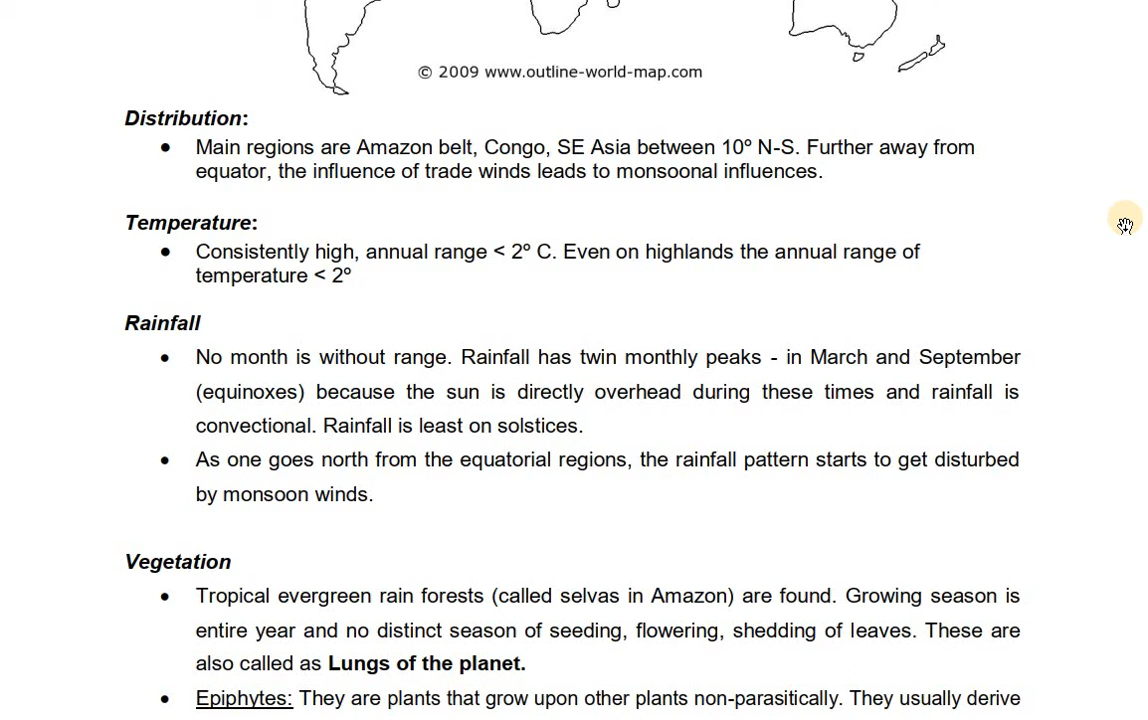 © 2009 www.outline-world-map.com
Distribution:
• Main regions are Amazon belt, Congo, SE Asia between 10º N-S. Further away from
equator, the influence of trade winds leads to monsoonal influences.
Temperature:
• Consistently high, annual range < 2º C. Even on highlands the annual range of
temperature < 2º
Rainfall
• No month is without range. Rainfall has twin monthly peaks - in March and September
(equinoxes) because the sun is directly overhead during these times and rainfall is
convectional. Rainfall is least on solstices.
• As one goes north from the equatorial regions, the rainfall pattern starts to get disturbed
by monsoon winds.
Vegetation
• Tropical evergreen rain forests (called selvas in Amazon) are found. Growing season is
entire year and no distinct season of seeding, flowering, shedding of leaves. These are
also called as Lungs of the planet.
• Epiphytes: They are plants that grow upon other plants non-parasitically. They usually derive